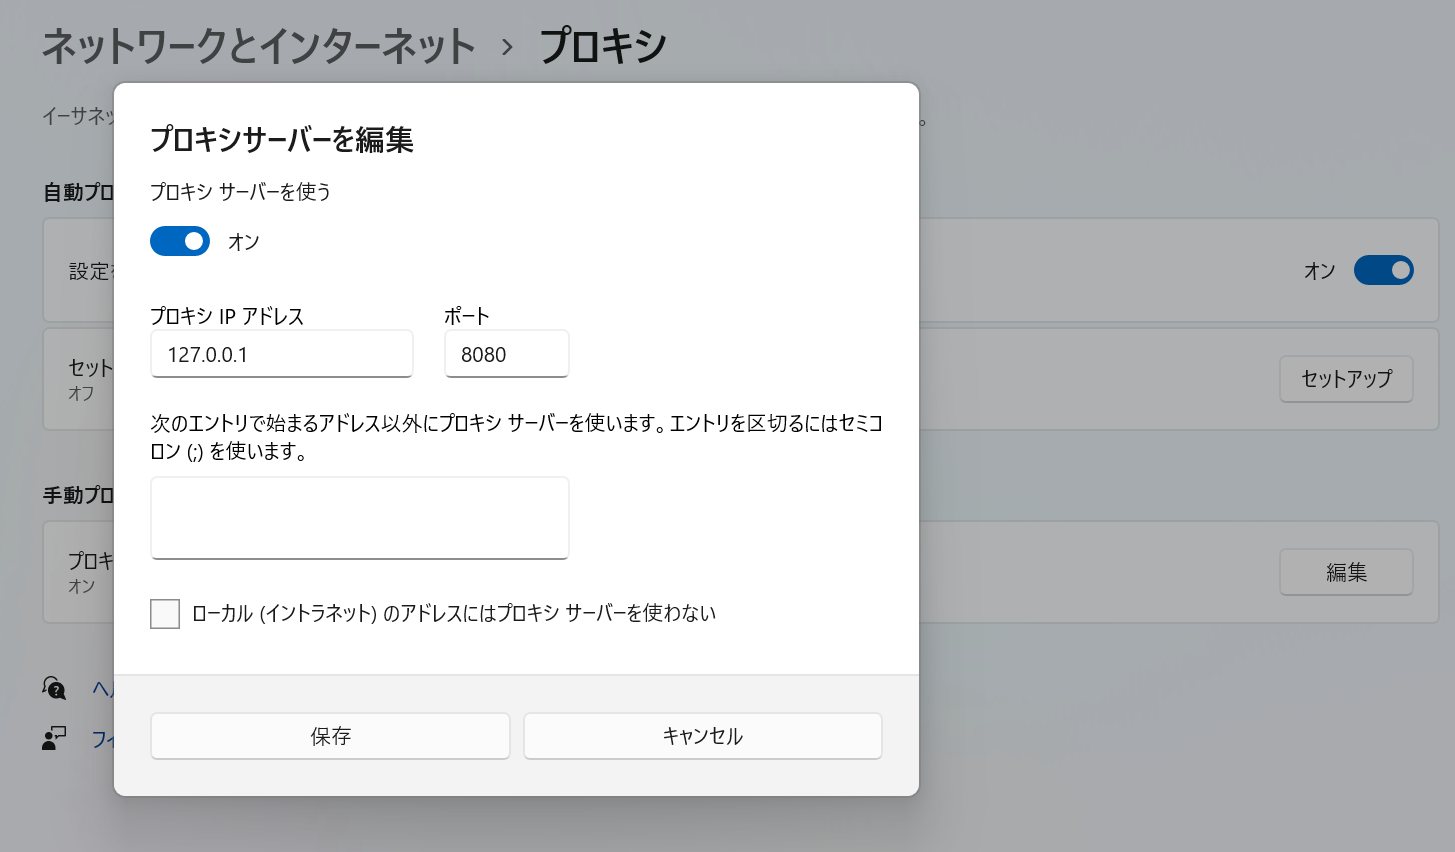 ネットワークとインターネット › プロキシ
イーサネッ
。
プロキシサーバーを編集
自動プロ
プロキシ サーバーを使う
オン
設定を
オン
プロキシ IP アドレス
ポート
127.0.0.1
8080
セット
オフ
セットアップ
次のエントリで始まるアドレス以外にプロキシ サーバーを使います。エントリを区切るにはセミコ
ロン (;) を使います。
手動プロ
プロキ
オン
編集
ローカル (イントラネット) のアドレスにはプロキシ サーバーを使わない
ヘル
フィ
保存
キャンセル